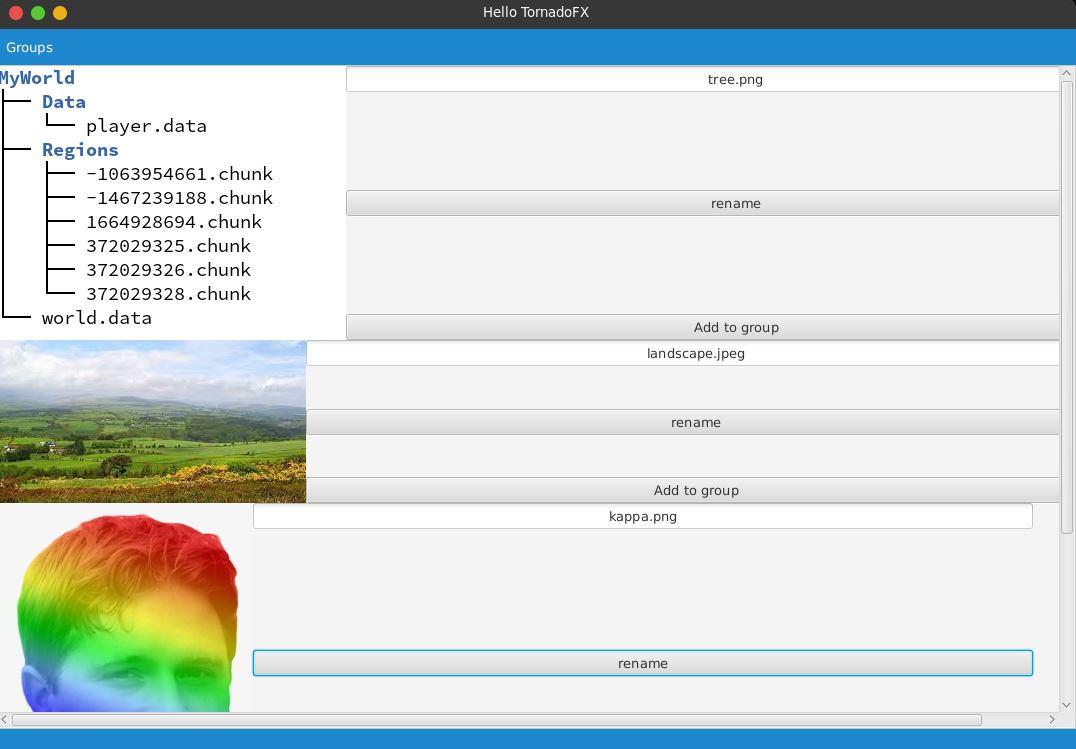 Hello TornadoFX
Groups
MyWorld
Data
player.data
Regions
-1063954661.chunk
-1467239188.chunk
1664928694.chunk
372029325.chunk
372029326.chunk
372029328.chunk
world.data
tree.png
rename
Add to group
landscape.jpeg
rename
Add to group
kappa.png
rename